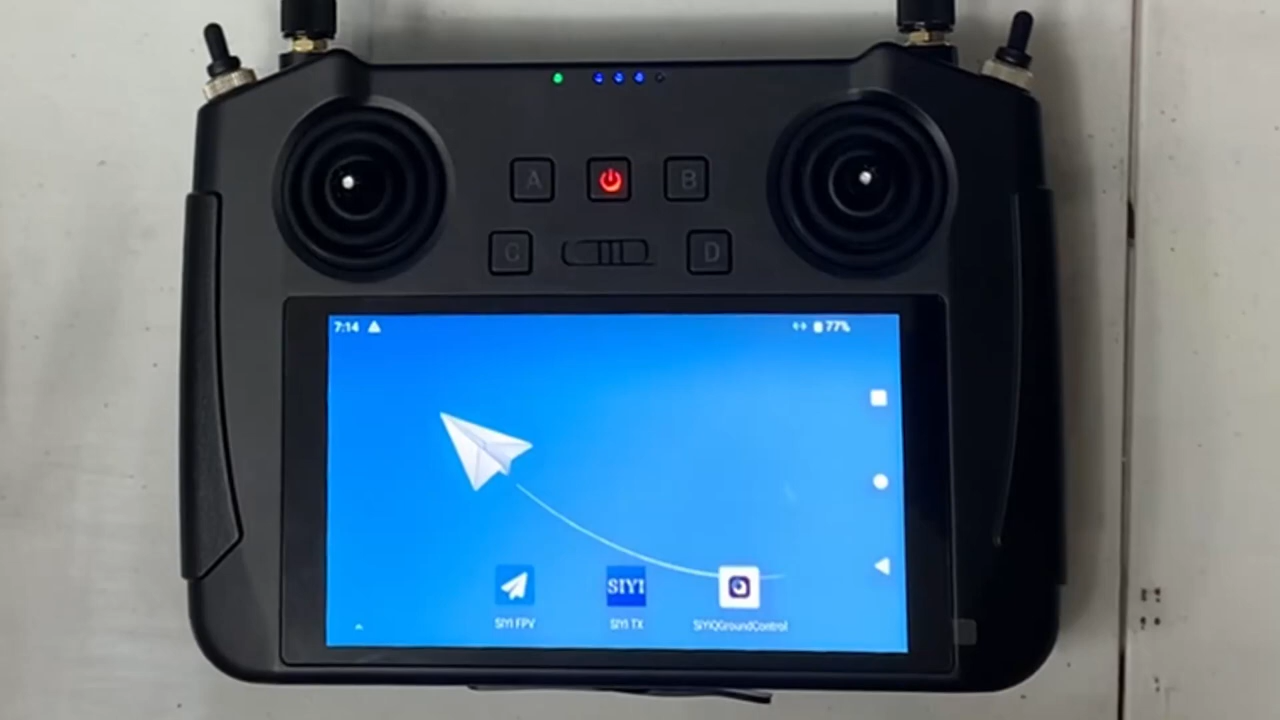 A
B
C
D
7:14
77%
SIYI
SIYI FPV
SIYI TX
SIYIQGroundControl